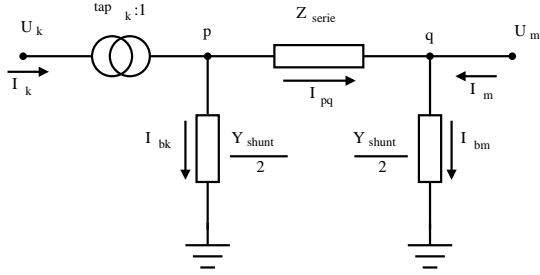 tap k :1
U k
p
Z serie
q
U m
I k
I pq
I m
I bk
Y shunt
2
Y shunt
2
I bm